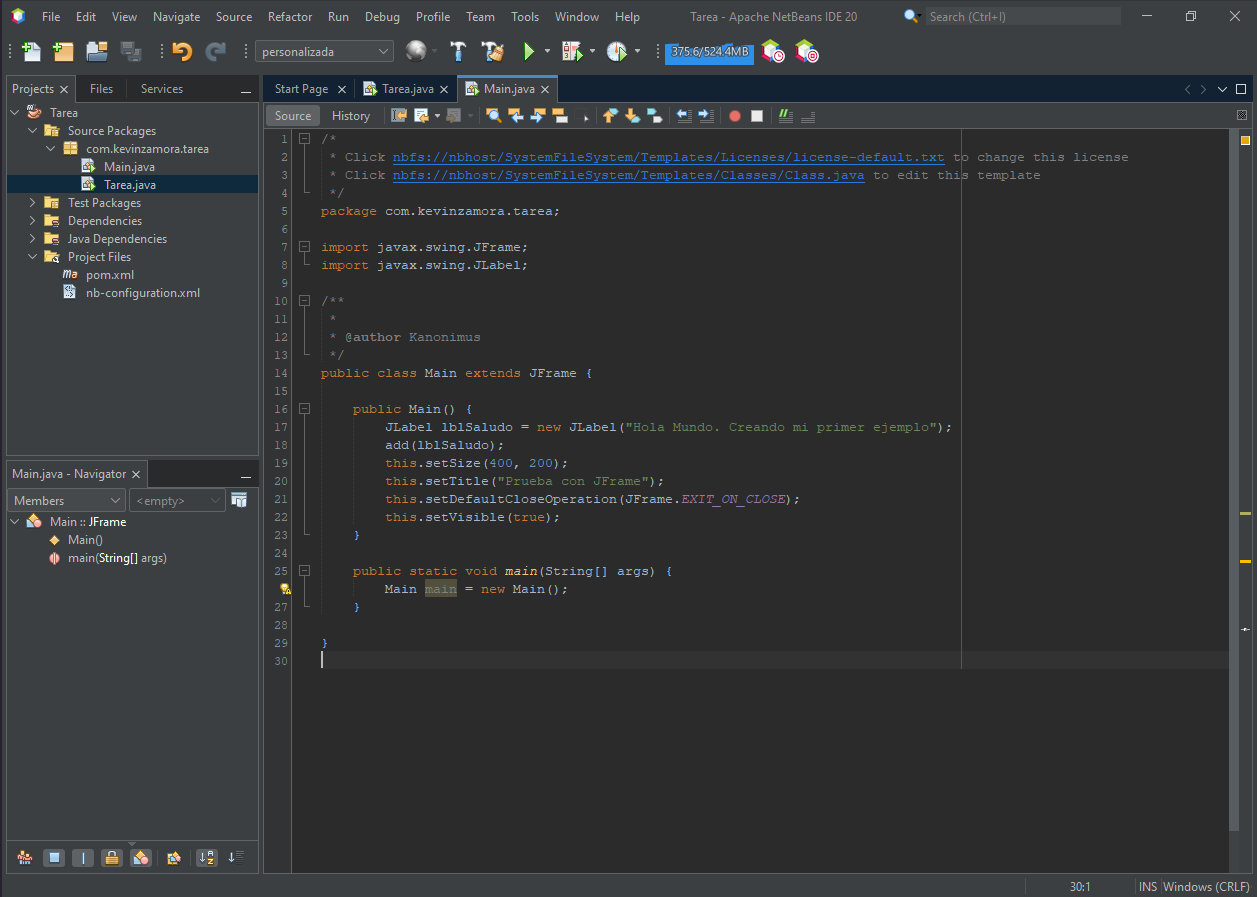 File Edit View Navigate Source Refactor Run Debug Profile Team Tools Window Help Tarea - Apache NetBeans IDE 20 Search (Ctrl+I)
personalizada 375.6/524.4MB
Projects Files Services
Tarea
Source Packages
com.kevinzamora.tarea
Main.java
Tarea.java
Test Packages
Dependencies
Java Dependencies
Project Files
pom.xml
nb-configuration.xml
Main.java - Navigator
Members <empty>
Main :: JFrame
Main()
main(String[] args)
Start Page Tarea.java Main.java
Source History
1 /*
2 * Click nbfs://nbhost/SystemFileSystem/Templates/Licenses/license-default.txt to change this license
3 * Click nbfs://nbhost/SystemFileSystem/Templates/Classes/Class.java to edit this template
4 */
5 package com.kevinzamora.tarea;
6
7 import javax.swing.JFrame;
8 import javax.swing.JLabel;
9
10 /**
11 *
12 * @author Kanonimus
13 */
14 public class Main extends JFrame {
15
16 public Main() {
17 JLabel lblSaludo = new JLabel("Hola Mundo. Creando mi primer ejemplo");
18 add(lblSaludo);
19 this.setSize(400, 200);
20 this.setTitle("Prueba con JFrame");
21 this.setDefaultCloseOperation(JFrame.EXIT_ON_CLOSE);
22 this.setVisible(true);
23 }
24
25 public static void main(String[] args) {
Main main = new Main();
27 }
28
29 }
30
30:1 INS Windows (CRLF)